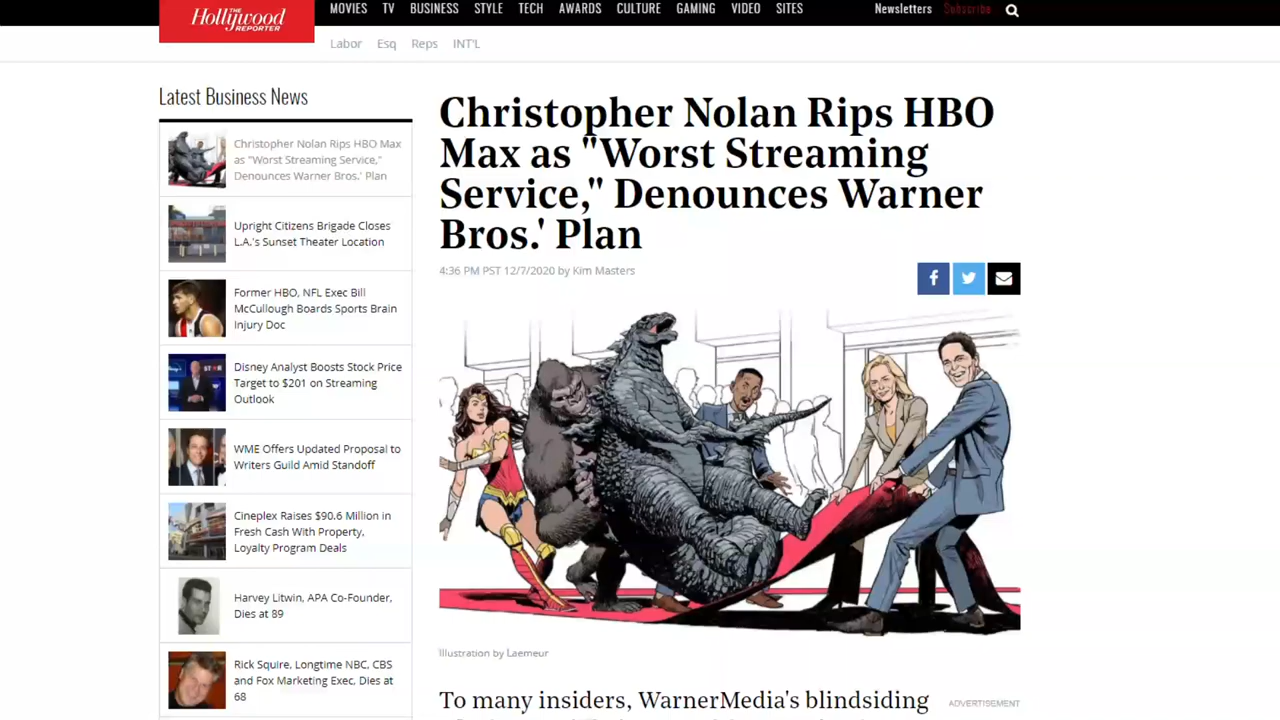 THE
Hollywood
REPORTER
MOVIES TV BUSINESS STYLE TECH AWARDS CULTURE GAMING VIDEO SITES
Newsletters Subscribe
Labor Esq Reps INT'L
Latest Business News
Christopher Nolan Rips HBO
Max as "Worst Streaming
Service," Denounces Warner
Bros.' Plan
4:36 PM PST 12/7/2020 by Kim Masters
Christopher Nolan Rips HBO Max
as "Worst Streaming Service,"
Denounces Warner Bros.' Plan
Upright Citizens Brigade Closes
L.A.'s Sunset Theater Location
Former HBO, NFL Exec Bill
McCullough Boards Sports Brain
Injury Doc
Disney Analyst Boosts Stock Price
Target to $201 on Streaming
Outlook
WME Offers Updated Proposal to
Writers Guild Amid Standoff
Cineplex Raises $90.6 Million in
Fresh Cash With Property,
Loyalty Program Deals
Harvey Litwin, APA Co-Founder,
Dies at 89
Rick Squire, Longtime NBC, CBS
and Fox Marketing Exec, Dies at
68
Illustration by Laemeur
To many insiders, WarnerMedia's blindsiding
ADVERTISEMENT